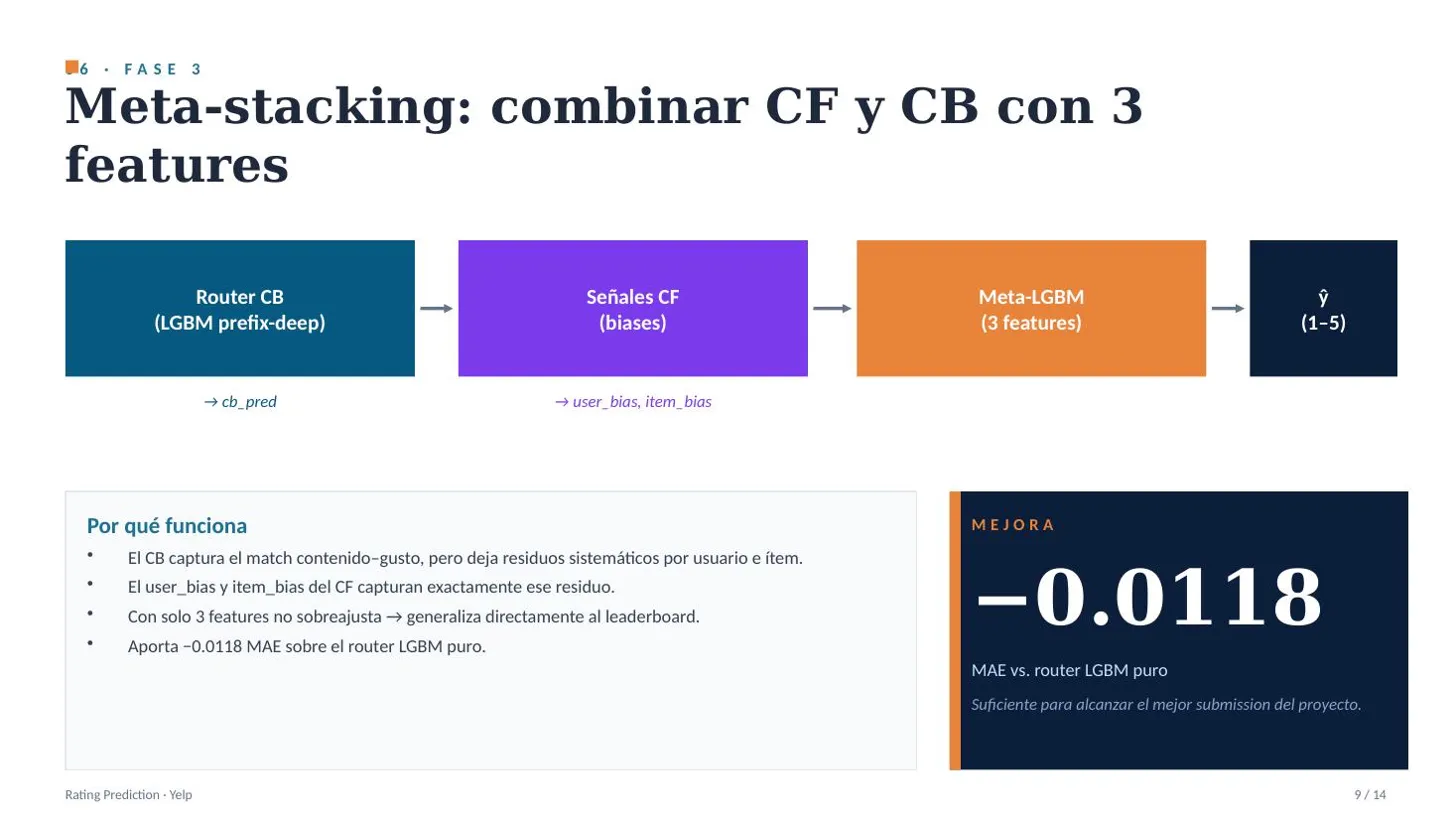 6 · FASE 3
Meta-stacking: combinar CF y CB con 3
features
Router CB
(LGBM prefix-deep)
Señales CF
(biases)
Meta-LGBM
(3 features)
ŷ
(1–5)
→ cb_pred
→ user_bias, item_bias
Por qué funciona
• El CB captura el match contenido–gusto, pero deja residuos sistemáticos por usuario e ítem.
• El user_bias y item_bias del CF capturan exactamente ese residuo.
• Con solo 3 features no sobreajusta → generaliza directamente al leaderboard.
• Aporta −0.0118 MAE sobre el router LGBM puro.
MEJORA
−0.0118
MAE vs. router LGBM puro
Suficiente para alcanzar el mejor submission del proyecto.
Rating Prediction · Yelp
9 / 14